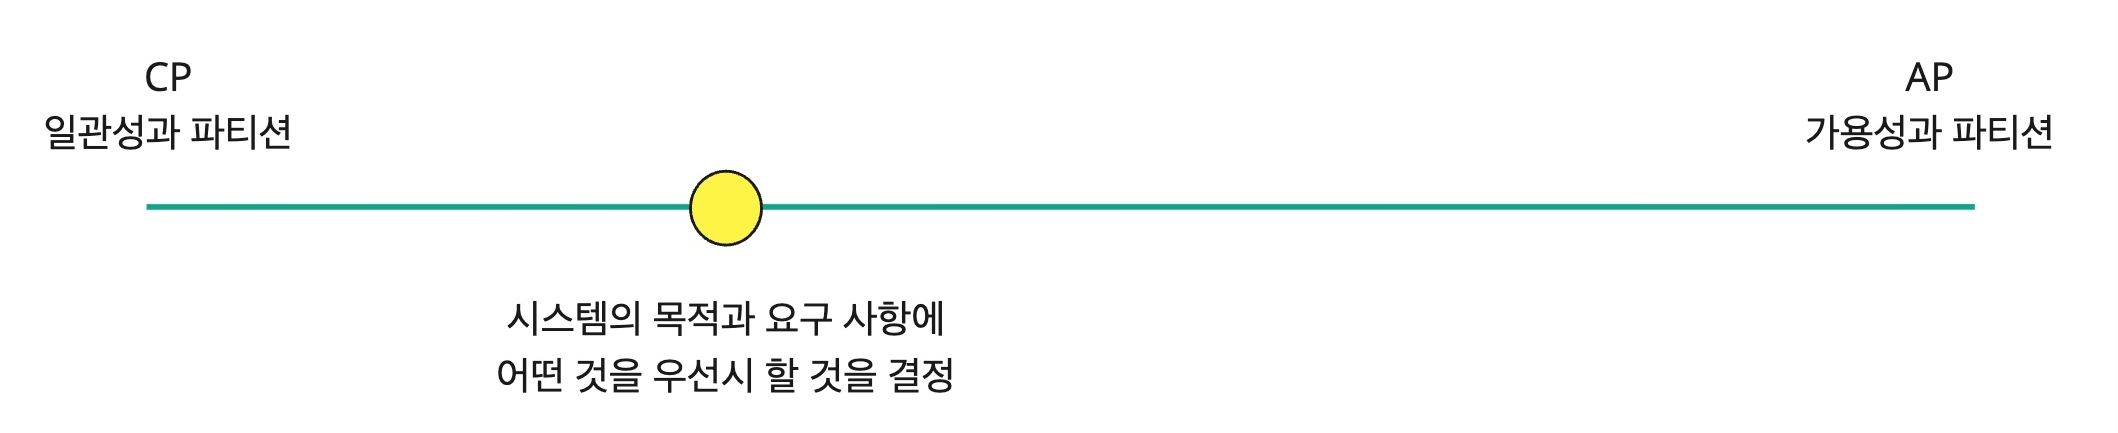 CP
일관성과 파티션
AP
가용성과 파티션
시스템의 목적과 요구 사항에
어떤 것을 우선시 할 것을 결정